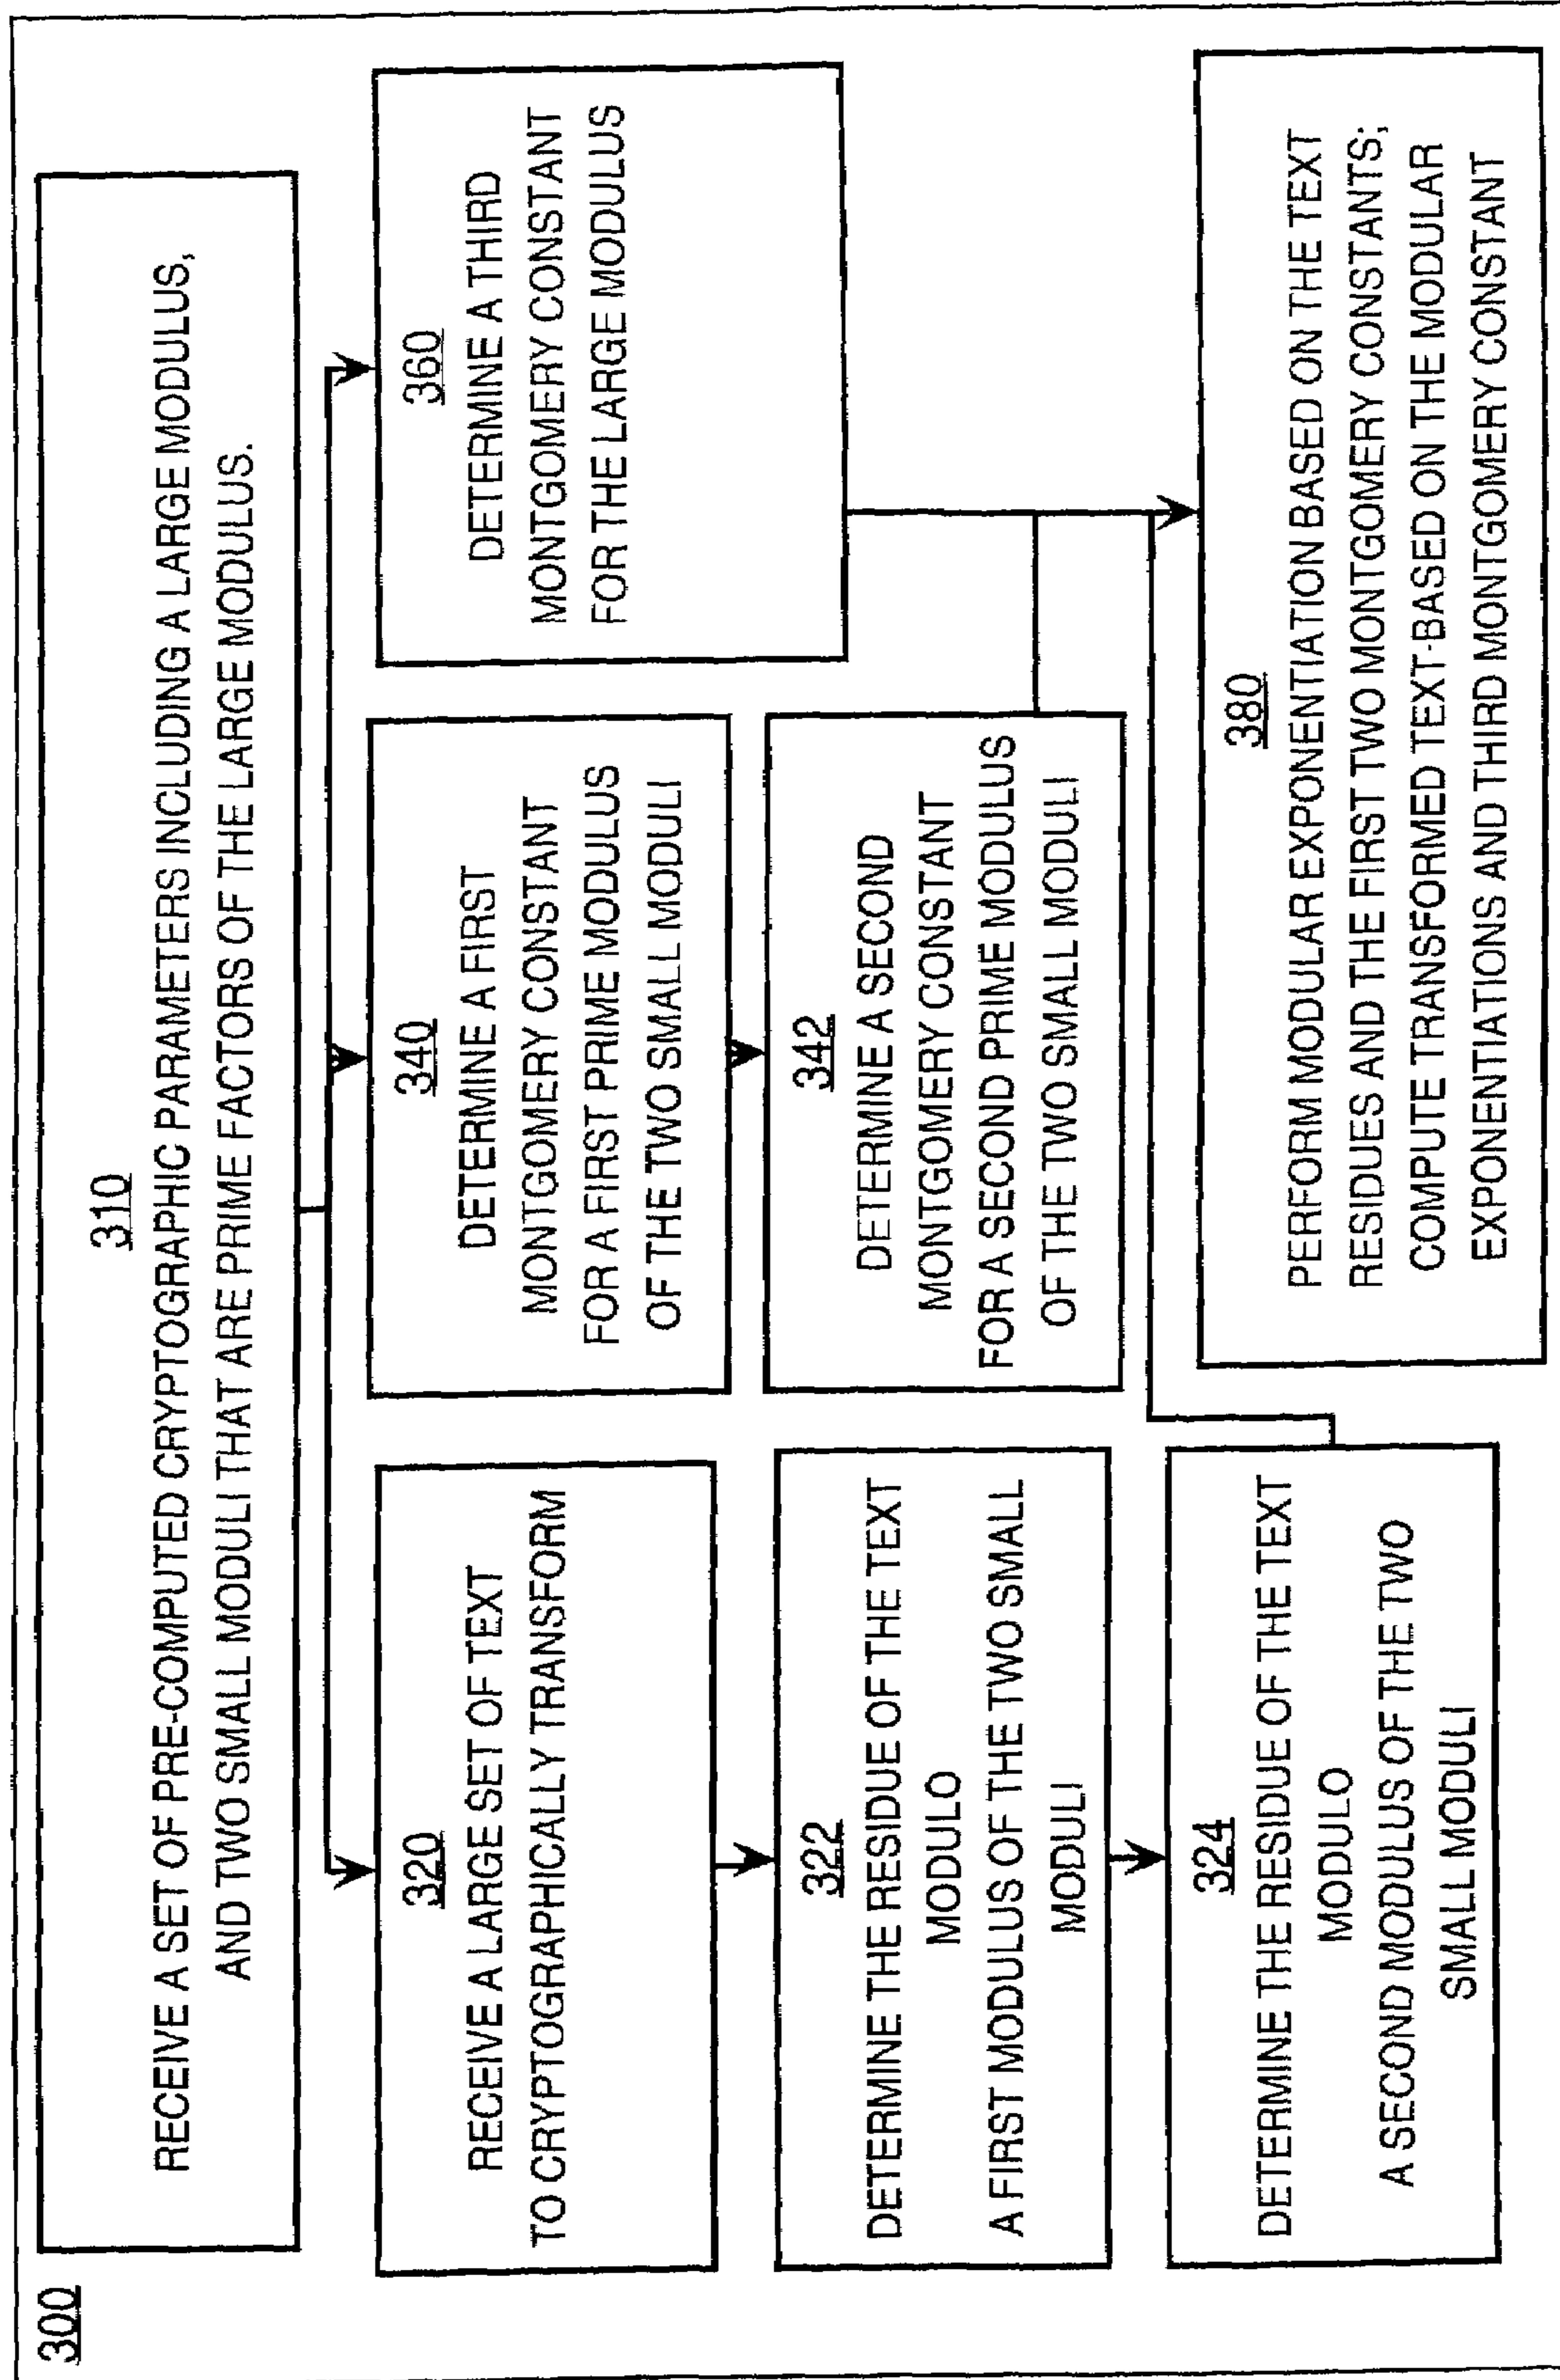 300
310
RECEIVE A SET OF PRE-COMPUTED CRYPTOGRAPHIC PARAMETERS INCLUDING A LARGE MODULUS,
AND TWO SMALL MODULI THAT ARE PRIME FACTORS OF THE LARGE MODULUS.
320
RECEIVE A LARGE SET OF TEXT
TO CRYPTOGRAPHICALLY TRANSFORM
322
DETERMINE THE RESIDUE OF THE TEXT
MODULO
A FIRST MODULUS OF THE TWO SMALL
MODULI
324
DETERMINE THE RESIDUE OF THE TEXT
MODULO
A SECOND MODULUS OF THE TWO
SMALL MODULI
340
DETERMINE A FIRST
MONTGOMERY CONSTANT
FOR A FIRST PRIME MODULUS
OF THE TWO SMALL MODULI
342
DETERMINE A SECOND
MONTGOMERY CONSTANT
FOR A SECOND PRIME MODULUS
OF THE TWO SMALL MODULI
360
DETERMINE A THIRD
MONTGOMERY CONSTANT
FOR THE LARGE MODULUS
380
PERFORM MODULAR EXPONENTIATION BASED ON THE TEXT
RESIDUES AND THE FIRST TWO MONTGOMERY CONSTANTS;
COMPUTE TRANSFORMED TEXT-BASED ON THE MODULAR
EXPONENTIATIONS AND THIRD MONTGOMERY CONSTANT